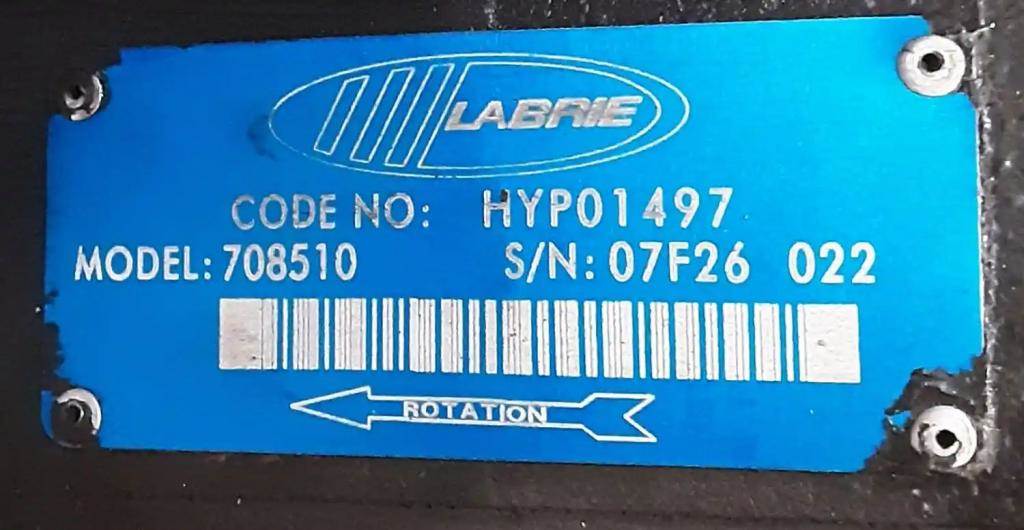 LABRIE
CODE NO: HYP01497
MODEL: 708510 S/N: 07F26 022
ROTATION